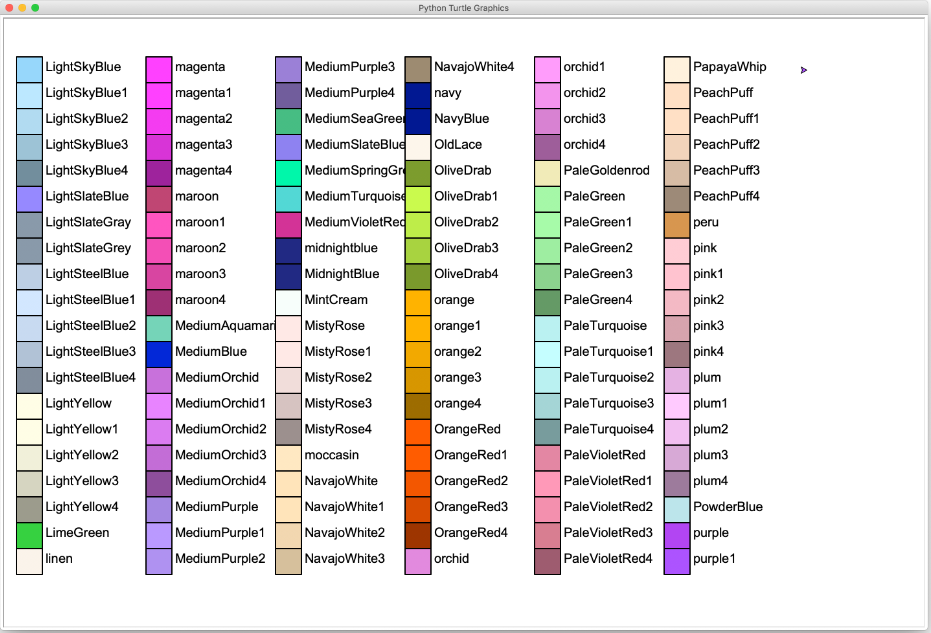 Python Turtle Graphics
LightSkyBlue
LightSkyBlue1
LightSkyBlue2
LightSkyBlue3
LightSkyBlue4
LightSlateBlue
LightSlateGray
LightSlateGrey
LightSteelBlue
LightSteelBlue1
LightSteelBlue2
LightSteelBlue3
LightSteelBlue4
LightYellow
LightYellow1
LightYellow2
LightYellow3
LightYellow4
LimeGreen
linen
magenta
magenta1
magenta2
magenta3
magenta4
maroon
maroon1
maroon2
maroon3
maroon4
MediumAquamari
MediumBlue
MediumOrchid
MediumOrchid1
MediumOrchid2
MediumOrchid3
MediumOrchid4
MediumPurple
MediumPurple1
MediumPurple2
MediumPurple3
MediumPurple4
MediumSeaGreen
MediumSlateBlue
MediumSpringGre
MediumTurquoise
MediumVioletRed
midnightblue
MidnightBlue
MintCream
MistyRose
MistyRose1
MistyRose2
MistyRose3
MistyRose4
moccasin
NavajoWhite
NavajoWhite1
NavajoWhite2
NavajoWhite3
NavajoWhite4
navy
NavyBlue
OldLace
OliveDrab
OliveDrab1
OliveDrab2
OliveDrab3
OliveDrab4
orange
orange1
orange2
orange3
orange4
OrangeRed
OrangeRed1
OrangeRed2
OrangeRed3
OrangeRed4
orchid
orchid1
orchid2
orchid3
orchid4
PaleGoldenrod
PaleGreen
PaleGreen1
PaleGreen2
PaleGreen3
PaleGreen4
PaleTurquoise
PaleTurquoise1
PaleTurquoise2
PaleTurquoise3
PaleTurquoise4
PaleVioletRed
PaleVioletRed1
PaleVioletRed2
PaleVioletRed3
PaleVioletRed4
PapayaWhip
PeachPuff
PeachPuff1
PeachPuff2
PeachPuff3
PeachPuff4
peru
pink
pink1
pink2
pink3
pink4
plum
plum1
plum2
plum3
plum4
PowderBlue
purple
purple1